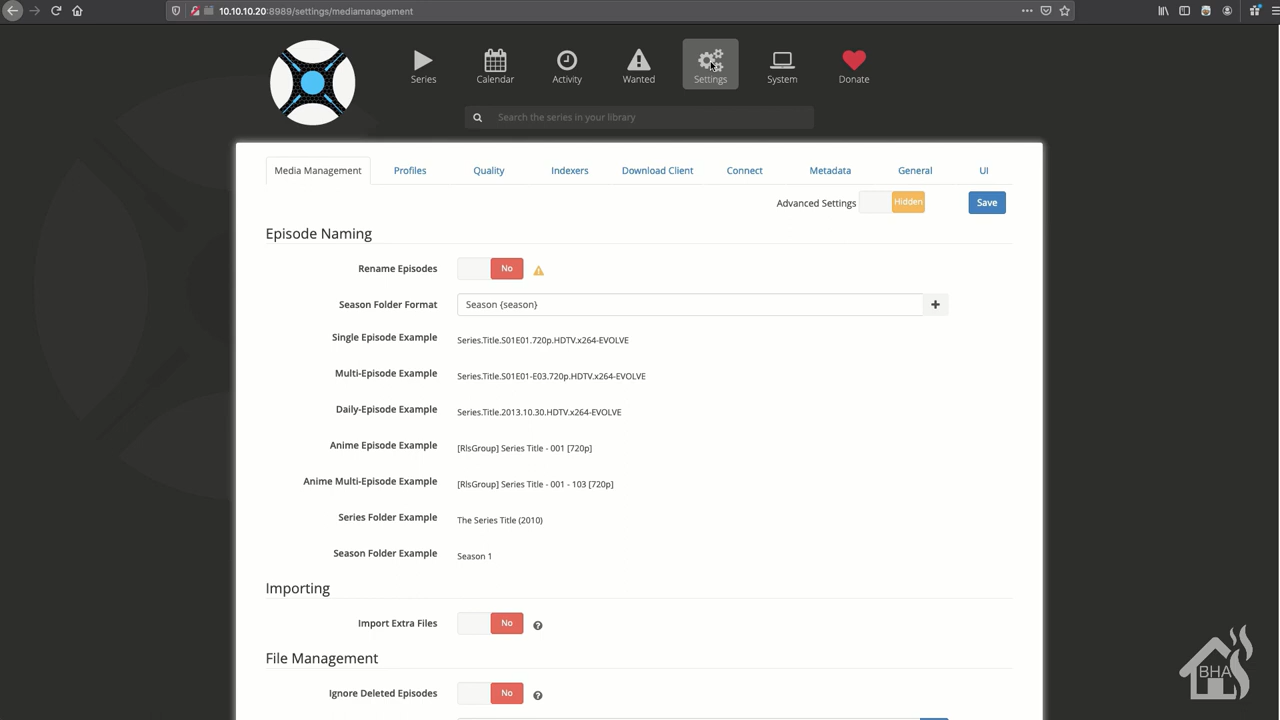 10.10.10.20:8989/settings/mediamanagement
Series
Calendar
Activity
Wanted
Settings
System
Donate
Search the series in your library
Media Management
Profiles
Quality
Indexers
Download Client
Connect
Metadata
General
UI
Advanced Settings
Hidden
Save
Episode Naming
Rename Episodes
No
Season Folder Format
Season {season}
Single Episode Example
Series.Title.S01E01.720p.HDTV.x264-EVOLVE
Multi-Episode Example
Series.Title.S01E01-E03.720p.HDTV.x264-EVOLVE
Daily-Episode Example
Series.Title.2013.10.30.HDTV.x264-EVOLVE
Anime Episode Example
[RlsGroup] Series Title - 001 [720p]
Anime Multi-Episode Example
[RlsGroup] Series Title - 001 - 103 [720p]
Series Folder Example
The Series Title (2010)
Season Folder Example
Season 1
Importing
Import Extra Files
No
File Management
Ignore Deleted Episodes
No
BHA